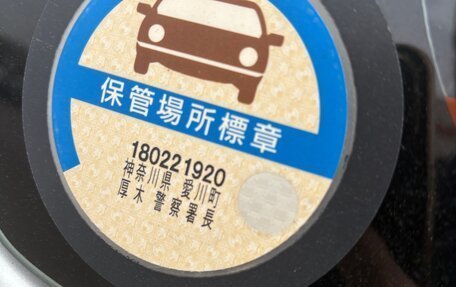 保管場所標章
180221920
神奈川県 愛川町
厚木 警察署長